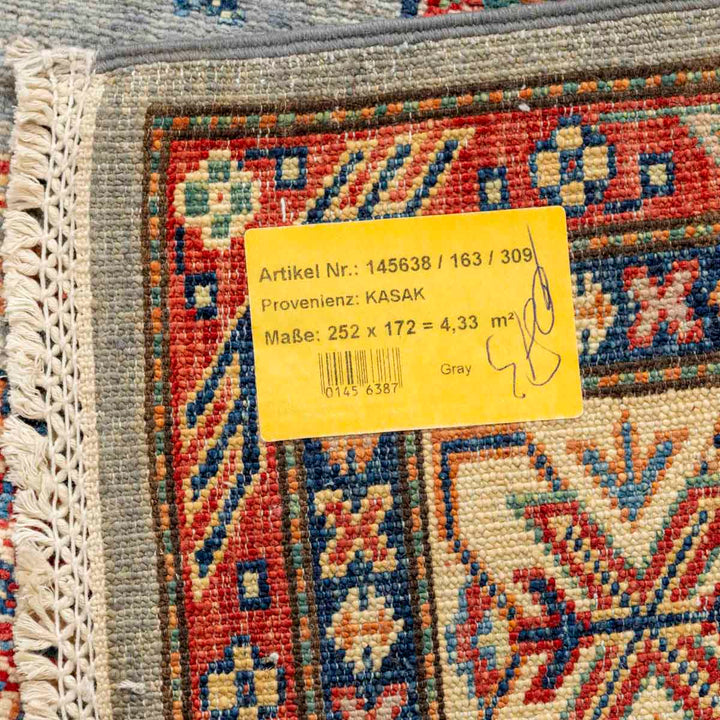 Artikel Nr.: 145638 / 163 / 309
Provenienz: KASAK
Maße: 252 x 172 = 4,33 m²
0145 6387
Gray